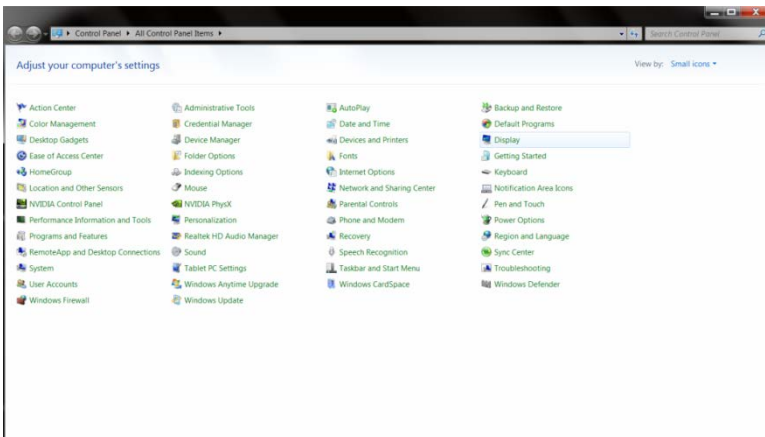 Control Panel ▸ All Control Panel Items ▸
Search Control Panel
Adjust your computer's settings
View by: Small icons
Action Center
Administrative Tools
AutoPlay
Backup and Restore
Color Management
Credential Manager
Date and Time
Default Programs
Desktop Gadgets
Device Manager
Devices and Printers
Display
Ease of Access Center
Folder Options
Fonts
Getting Started
HomeGroup
Indexing Options
Internet Options
Keyboard
Location and Other Sensors
Mouse
Network and Sharing Center
Notification Area Icons
NVIDIA Control Panel
NVIDIA PhysX
Parental Controls
Pen and Touch
Performance Information and Tools
Personalization
Phone and Modem
Power Options
Programs and Features
Realtek HD Audio Manager
Recovery
Region and Language
RemoteApp and Desktop Connections
Sound
Speech Recognition
Sync Center
System
Tablet PC Settings
Taskbar and Start Menu
Troubleshooting
User Accounts
Windows Anytime Upgrade
Windows CardSpace
Windows Defender
Windows Firewall
Windows Update